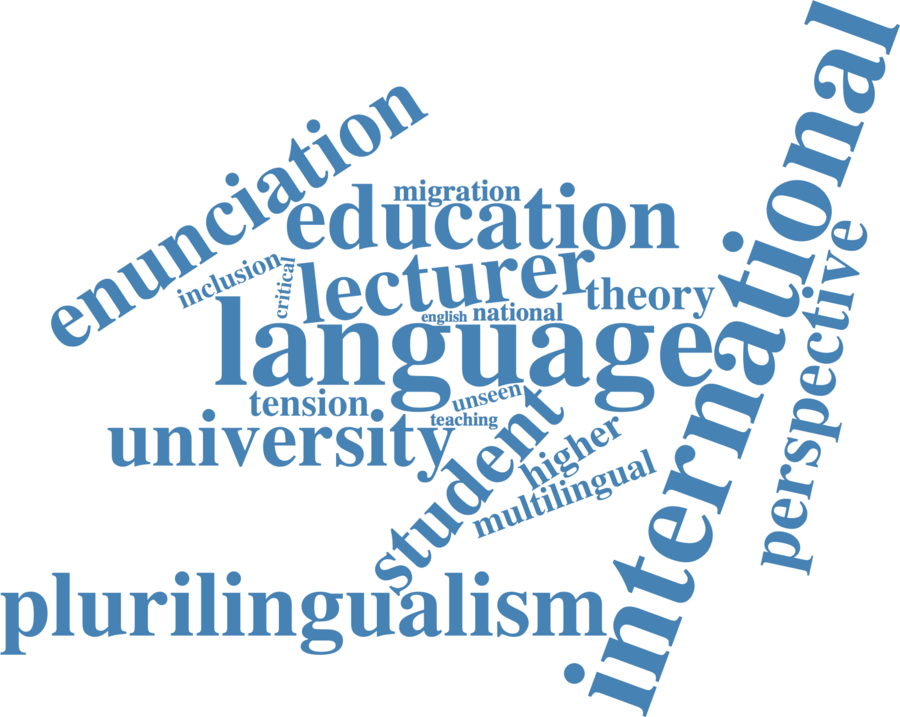 international
enunciation
migration
education
perspective
inclusion
critical
lecturer
theory
english
national
language
tension
unseen
teaching
university
student
higher
multilingual
plurilingualism